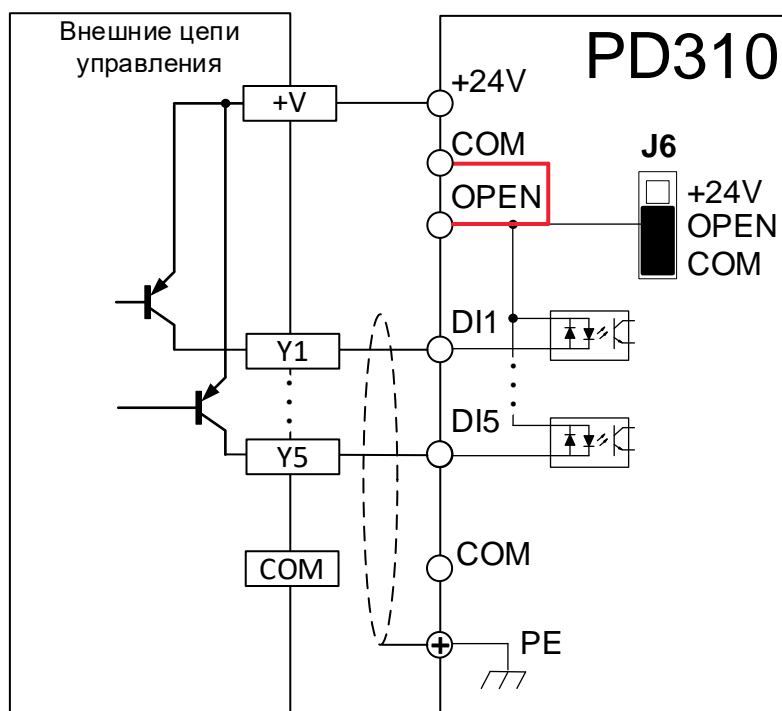 Внешние цепи
управления
PD310
+V
+24V
COM
J6
OPEN
+24V
OPEN
COM
DI1
Y1
DI5
Y5
COM
COM
PE